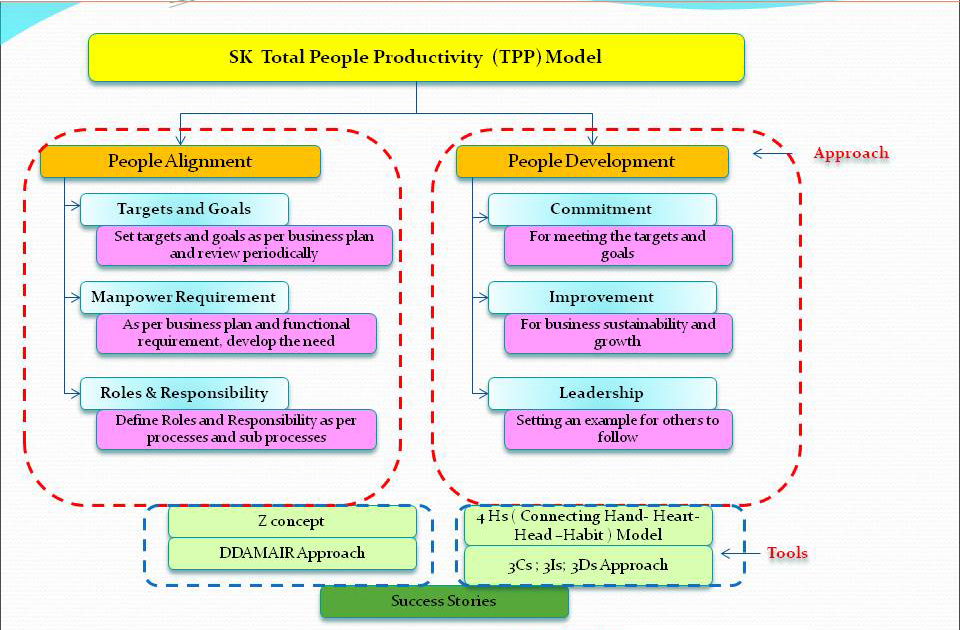 SK Total People Productivity (TPP) Model
People Alignment
Targets and Goals
Set targets and goals as per business plan
and review periodically
Manpower Requirement
As per business plan and functional
requirement, develop the need
Roles & Responsibility
Define Roles and Responsibility as per
processes and sub processes
People Development
Commitment
For meeting the targets and
goals
Improvement
For business sustainability and
growth
Leadership
Setting an example for others to
follow
Approach
Z concept
DDAMAIR Approach
4 Hs ( Connecting Hand- Heart-
Head –Habit ) Model
3Cs ; 3Is; 3Ds Approach
Tools
Success Stories